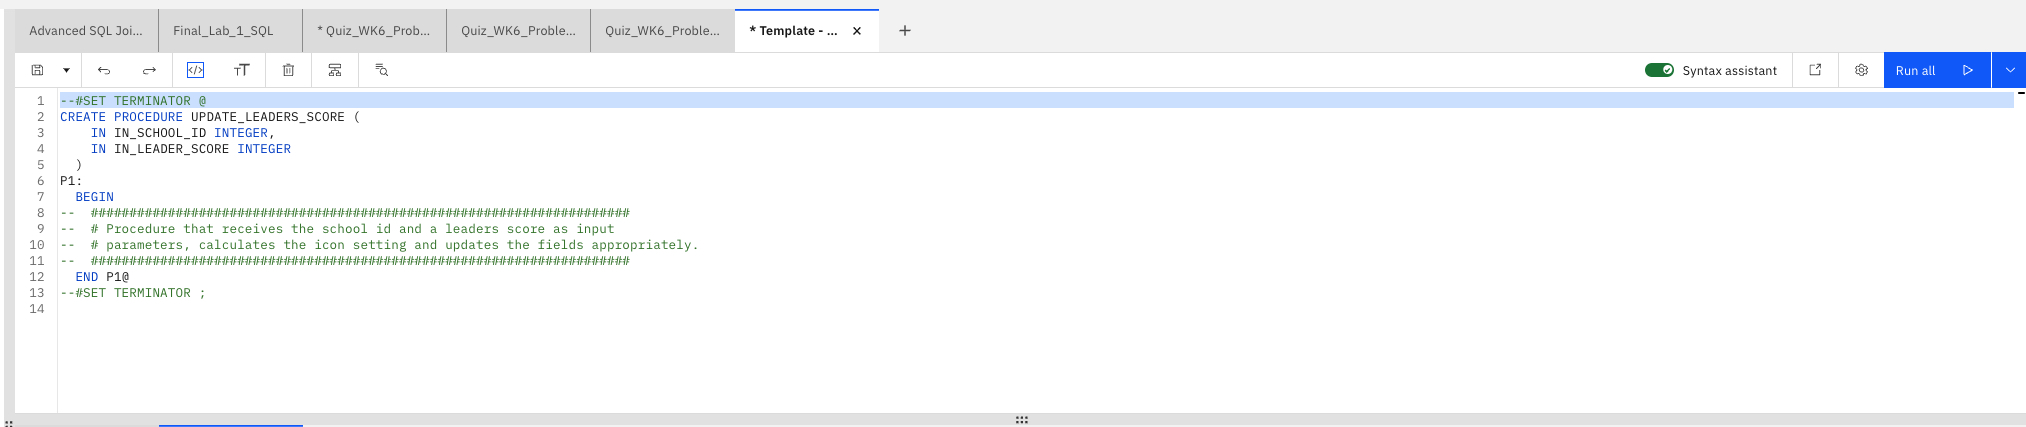 Advanced SQL Joi... Final_Lab_1_SQL * Quiz_WK6_Prob... Quiz_WK6_Proble... Quiz_WK6_Proble... * Template - ... × +
</> TT Syntax assistant Run all
1 --#SET TERMINATOR @
2 CREATE PROCEDURE UPDATE_LEADERS_SCORE (
3 IN IN_SCHOOL_ID INTEGER,
4 IN IN_LEADER_SCORE INTEGER
5 )
6 P1:
7 BEGIN
8 -- ######################################################################
9 -- # Procedure that receives the school id and a leaders score as input
10 -- # parameters, calculates the icon setting and updates the fields appropriately.
11 -- ######################################################################
12 END P1@
13 --#SET TERMINATOR ;
14